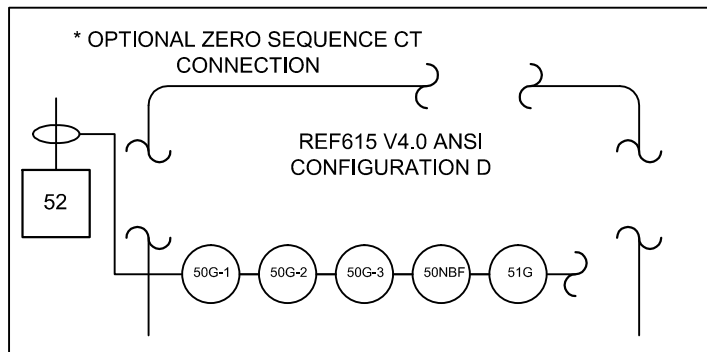 * OPTIONAL ZERO SEQUENCE CT
CONNECTION
REF615 V4.0 ANSI
CONFIGURATION D
52
50G-1 50G-2 50G-3 50NBF 51G